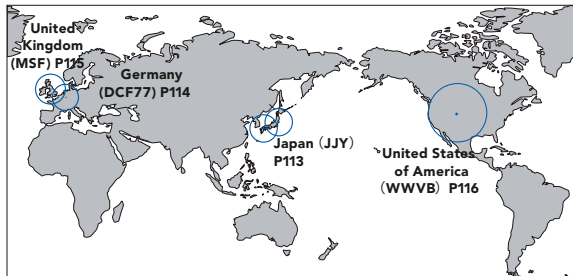 United
Kingdom
(MSF) P115
Germany
(DCF77) P114
Japan（JJY）
P113
United States
of America
（WWVB）P116